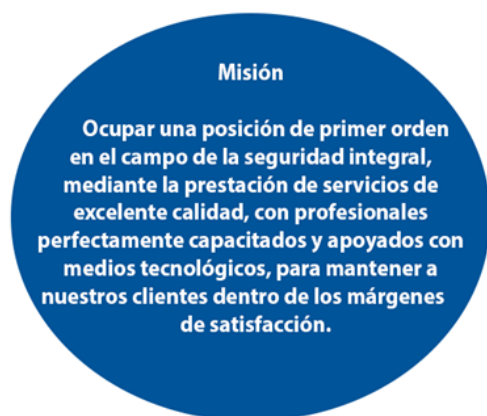 Misión
Ocupar una posición de primer orden
en el campo de la seguridad integral,
mediante la prestación de servicios de
excelente calidad, con profesionales
perfectamente capacitados y apoyados con
medios tecnológicos, para mantener a
nuestros clientes dentro de los márgenes
de satisfacción.